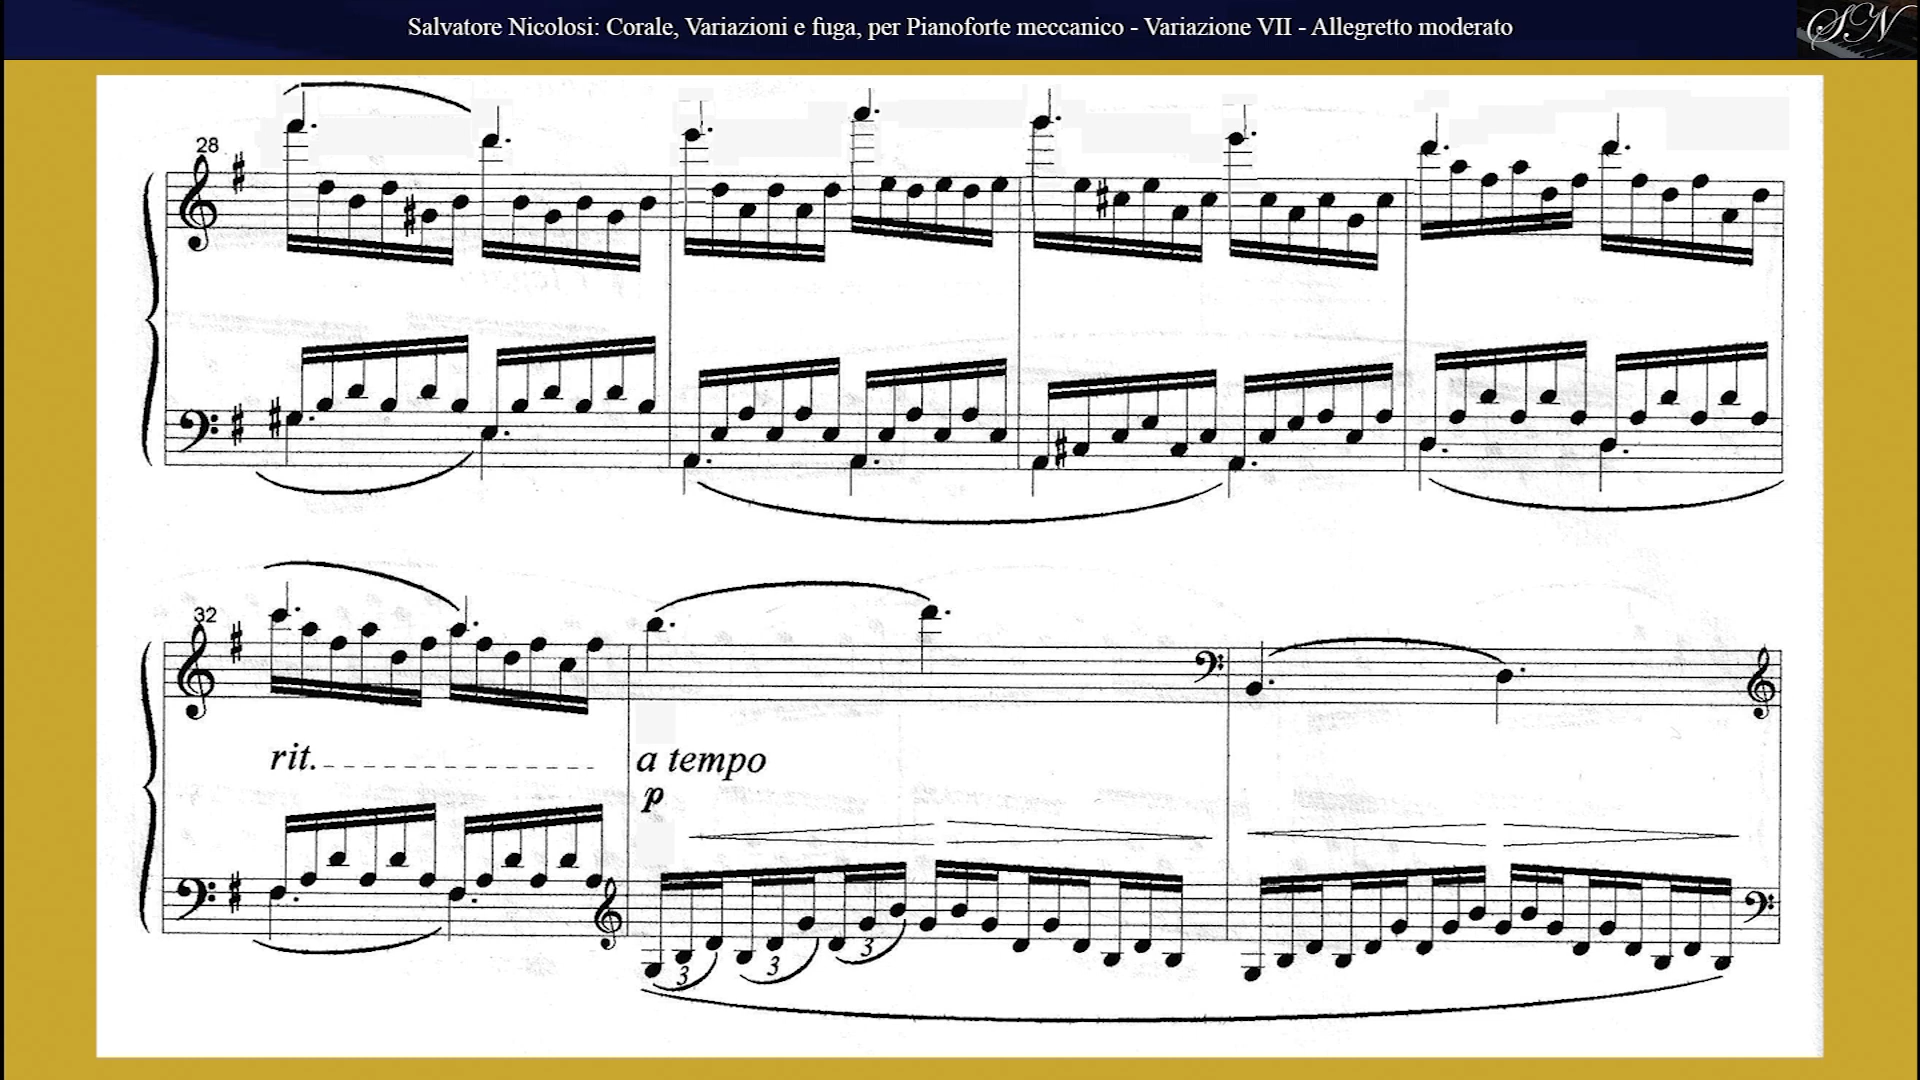 Salvatore Nicolosi: Corale, Variazioni e fuga, per Pianoforte meccanico - Variazione VII - Allegretto moderato
SN
28
32
rit.
a tempo
p
3 3 3